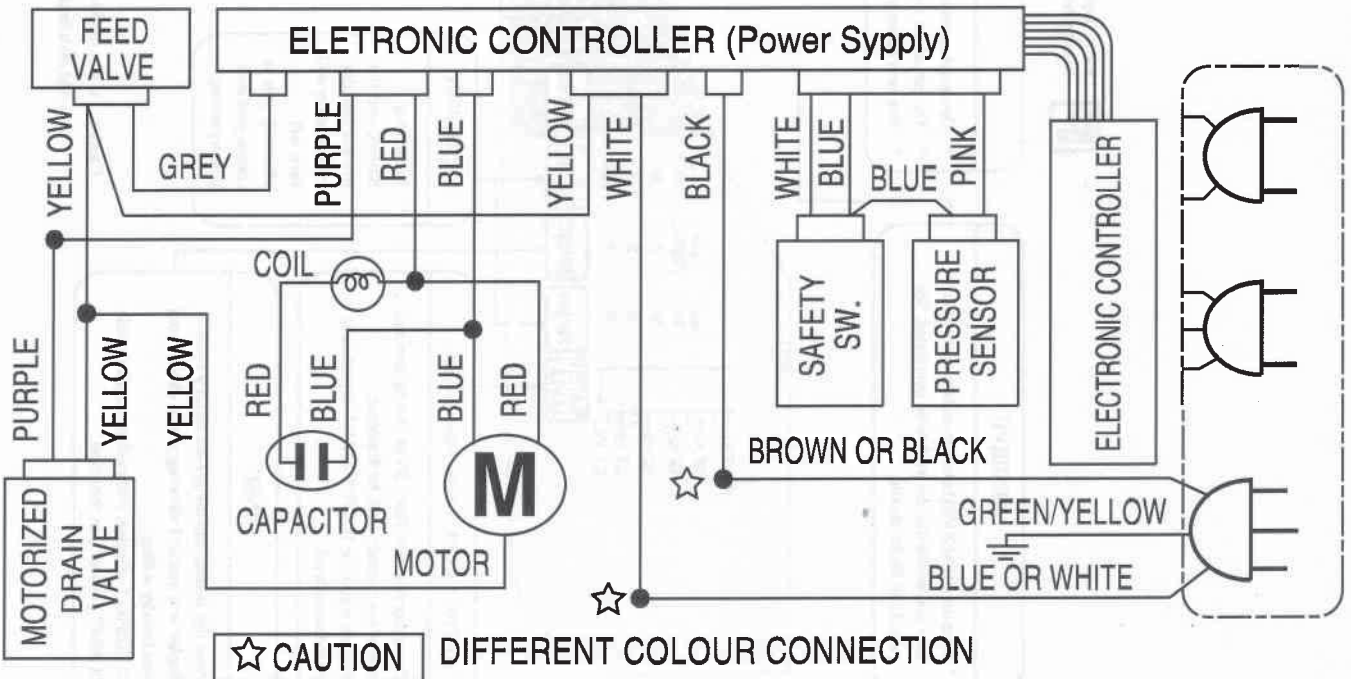 FEED
VALVE
ELETRONIC CONTROLLER (Power Sypply)
YELLOW
GREY
PURPLE
RED
BLUE
YELLOW
WHITE
BLACK
WHITE
BLUE
BLUE
PINK
ELECTRONIC CONTROLLER
COIL
SAFETY
SW.
PRESSURE
SENSOR
PURPLE
YELLOW
YELLOW
RED
BLUE
BLUE
RED
MOTORIZED
DRAIN
VALVE
CAPACITOR
M
MOTOR
BROWN OR BLACK
GREEN/YELLOW
BLUE OR WHITE
☆ CAUTION
DIFFERENT COLOUR CONNECTION